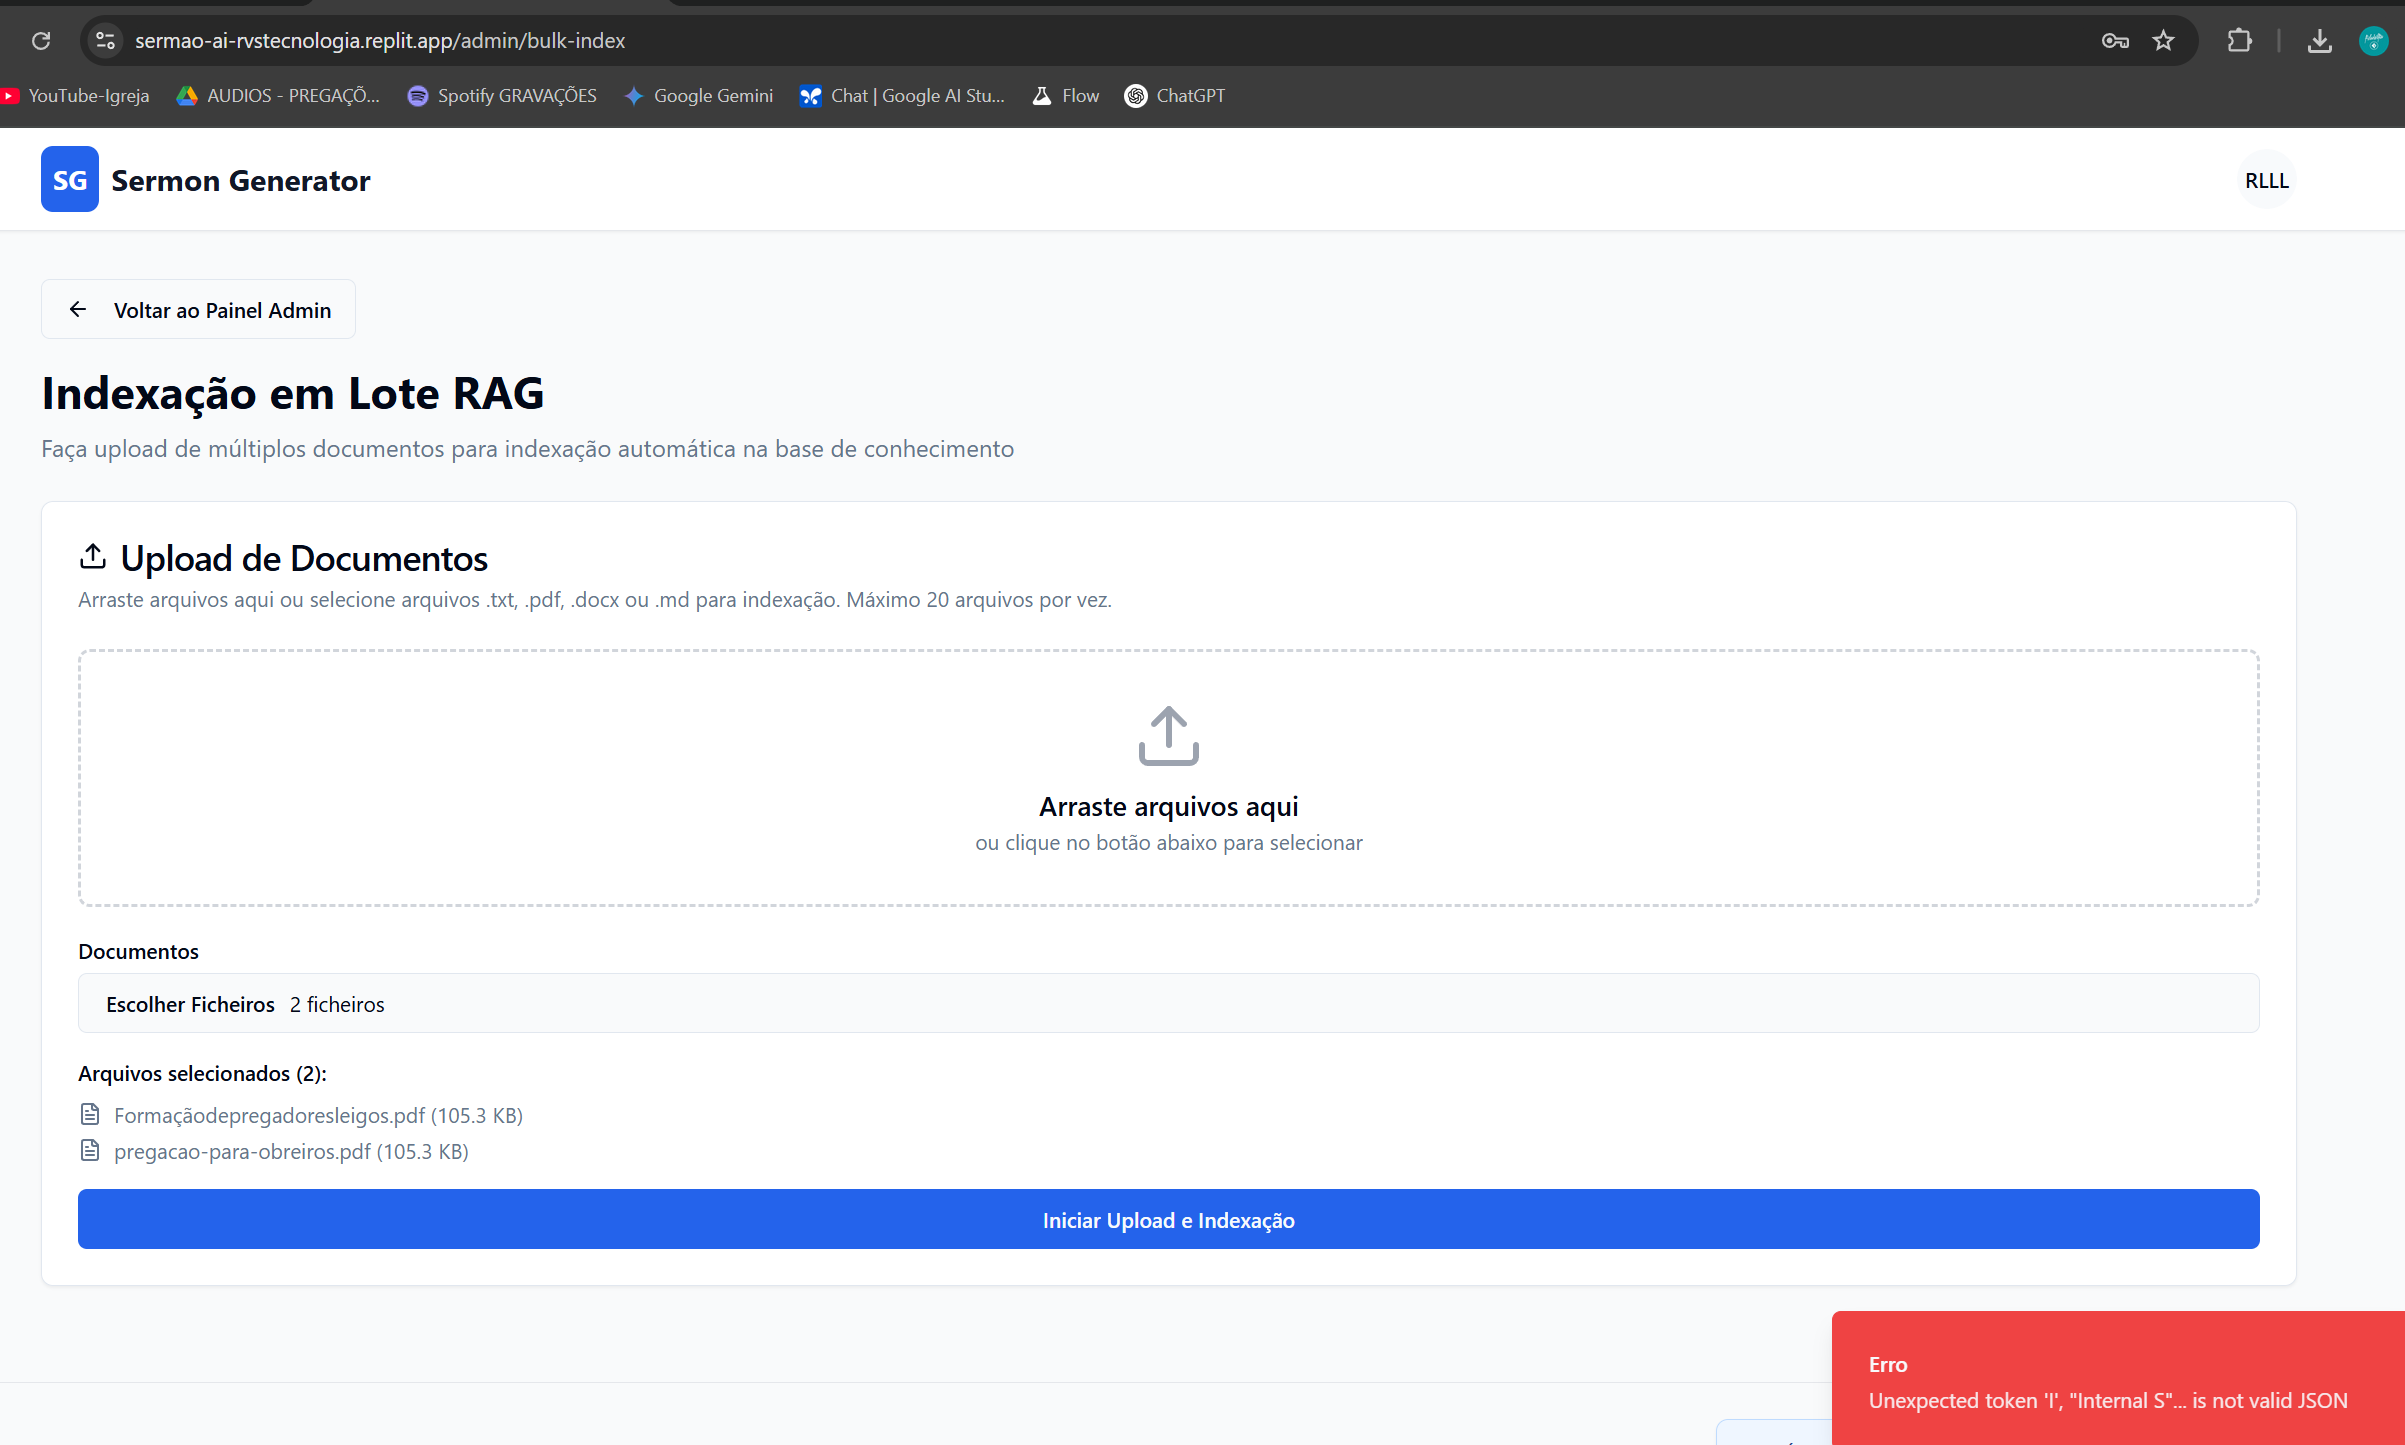 sermao-ai-rvstecnologia.replit.app/admin/bulk-index
YouTube-Igreja AUDIOS - PREGAÇÕ... Spotify GRAVAÇÕES Google Gemini Chat | Google AI Stu... Flow ChatGPT
SG Sermon Generator RLLL
Voltar ao Painel Admin
Indexação em Lote RAG
Faça upload de múltiplos documentos para indexação automática na base de conhecimento
Upload de Documentos
Arraste arquivos aqui ou selecione arquivos .txt, .pdf, .docx ou .md para indexação. Máximo 20 arquivos por vez.
Arraste arquivos aqui
ou clique no botão abaixo para selecionar
Documentos
Escolher Ficheiros 2 ficheiros
Arquivos selecionados (2):
Formaçãodepregadoresleigos.pdf (105.3 KB)
pregacao-para-obreiros.pdf (105.3 KB)
Iniciar Upload e Indexação
Erro
Unexpected token 'I', "Internal S"... is not valid JSON